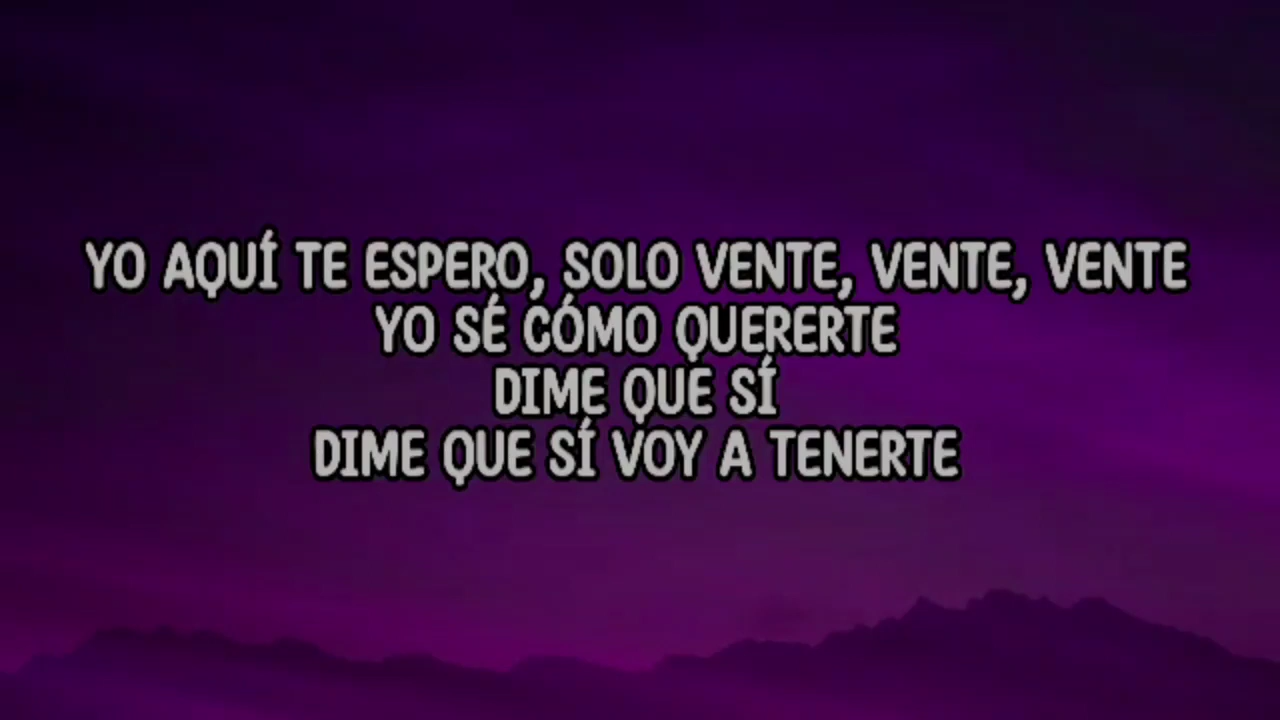 YO AQUÍ TE ESPERO, SOLO VENTE, VENTE, VENTE
YO SÉ CÓMO QUERERTE
DIME QUE SÍ
DIME QUE SÍ VOY A TENERTE